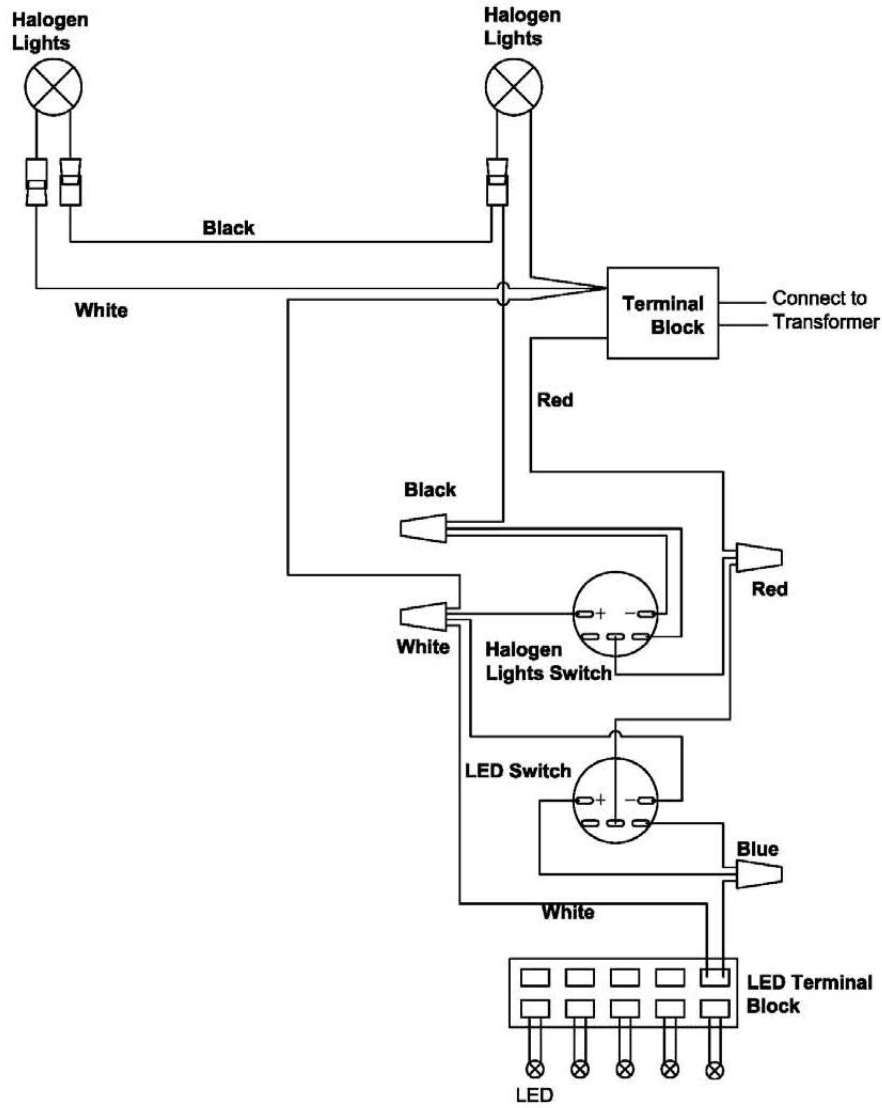 Halogen
Lights
Halogen
Lights
Black
White
Terminal
Block
Connect to
Transformer
Red
Black
Red
+ −
White
Halogen
Lights Switch
LED Switch
+ −
Blue
White
LED Terminal
Block
LED